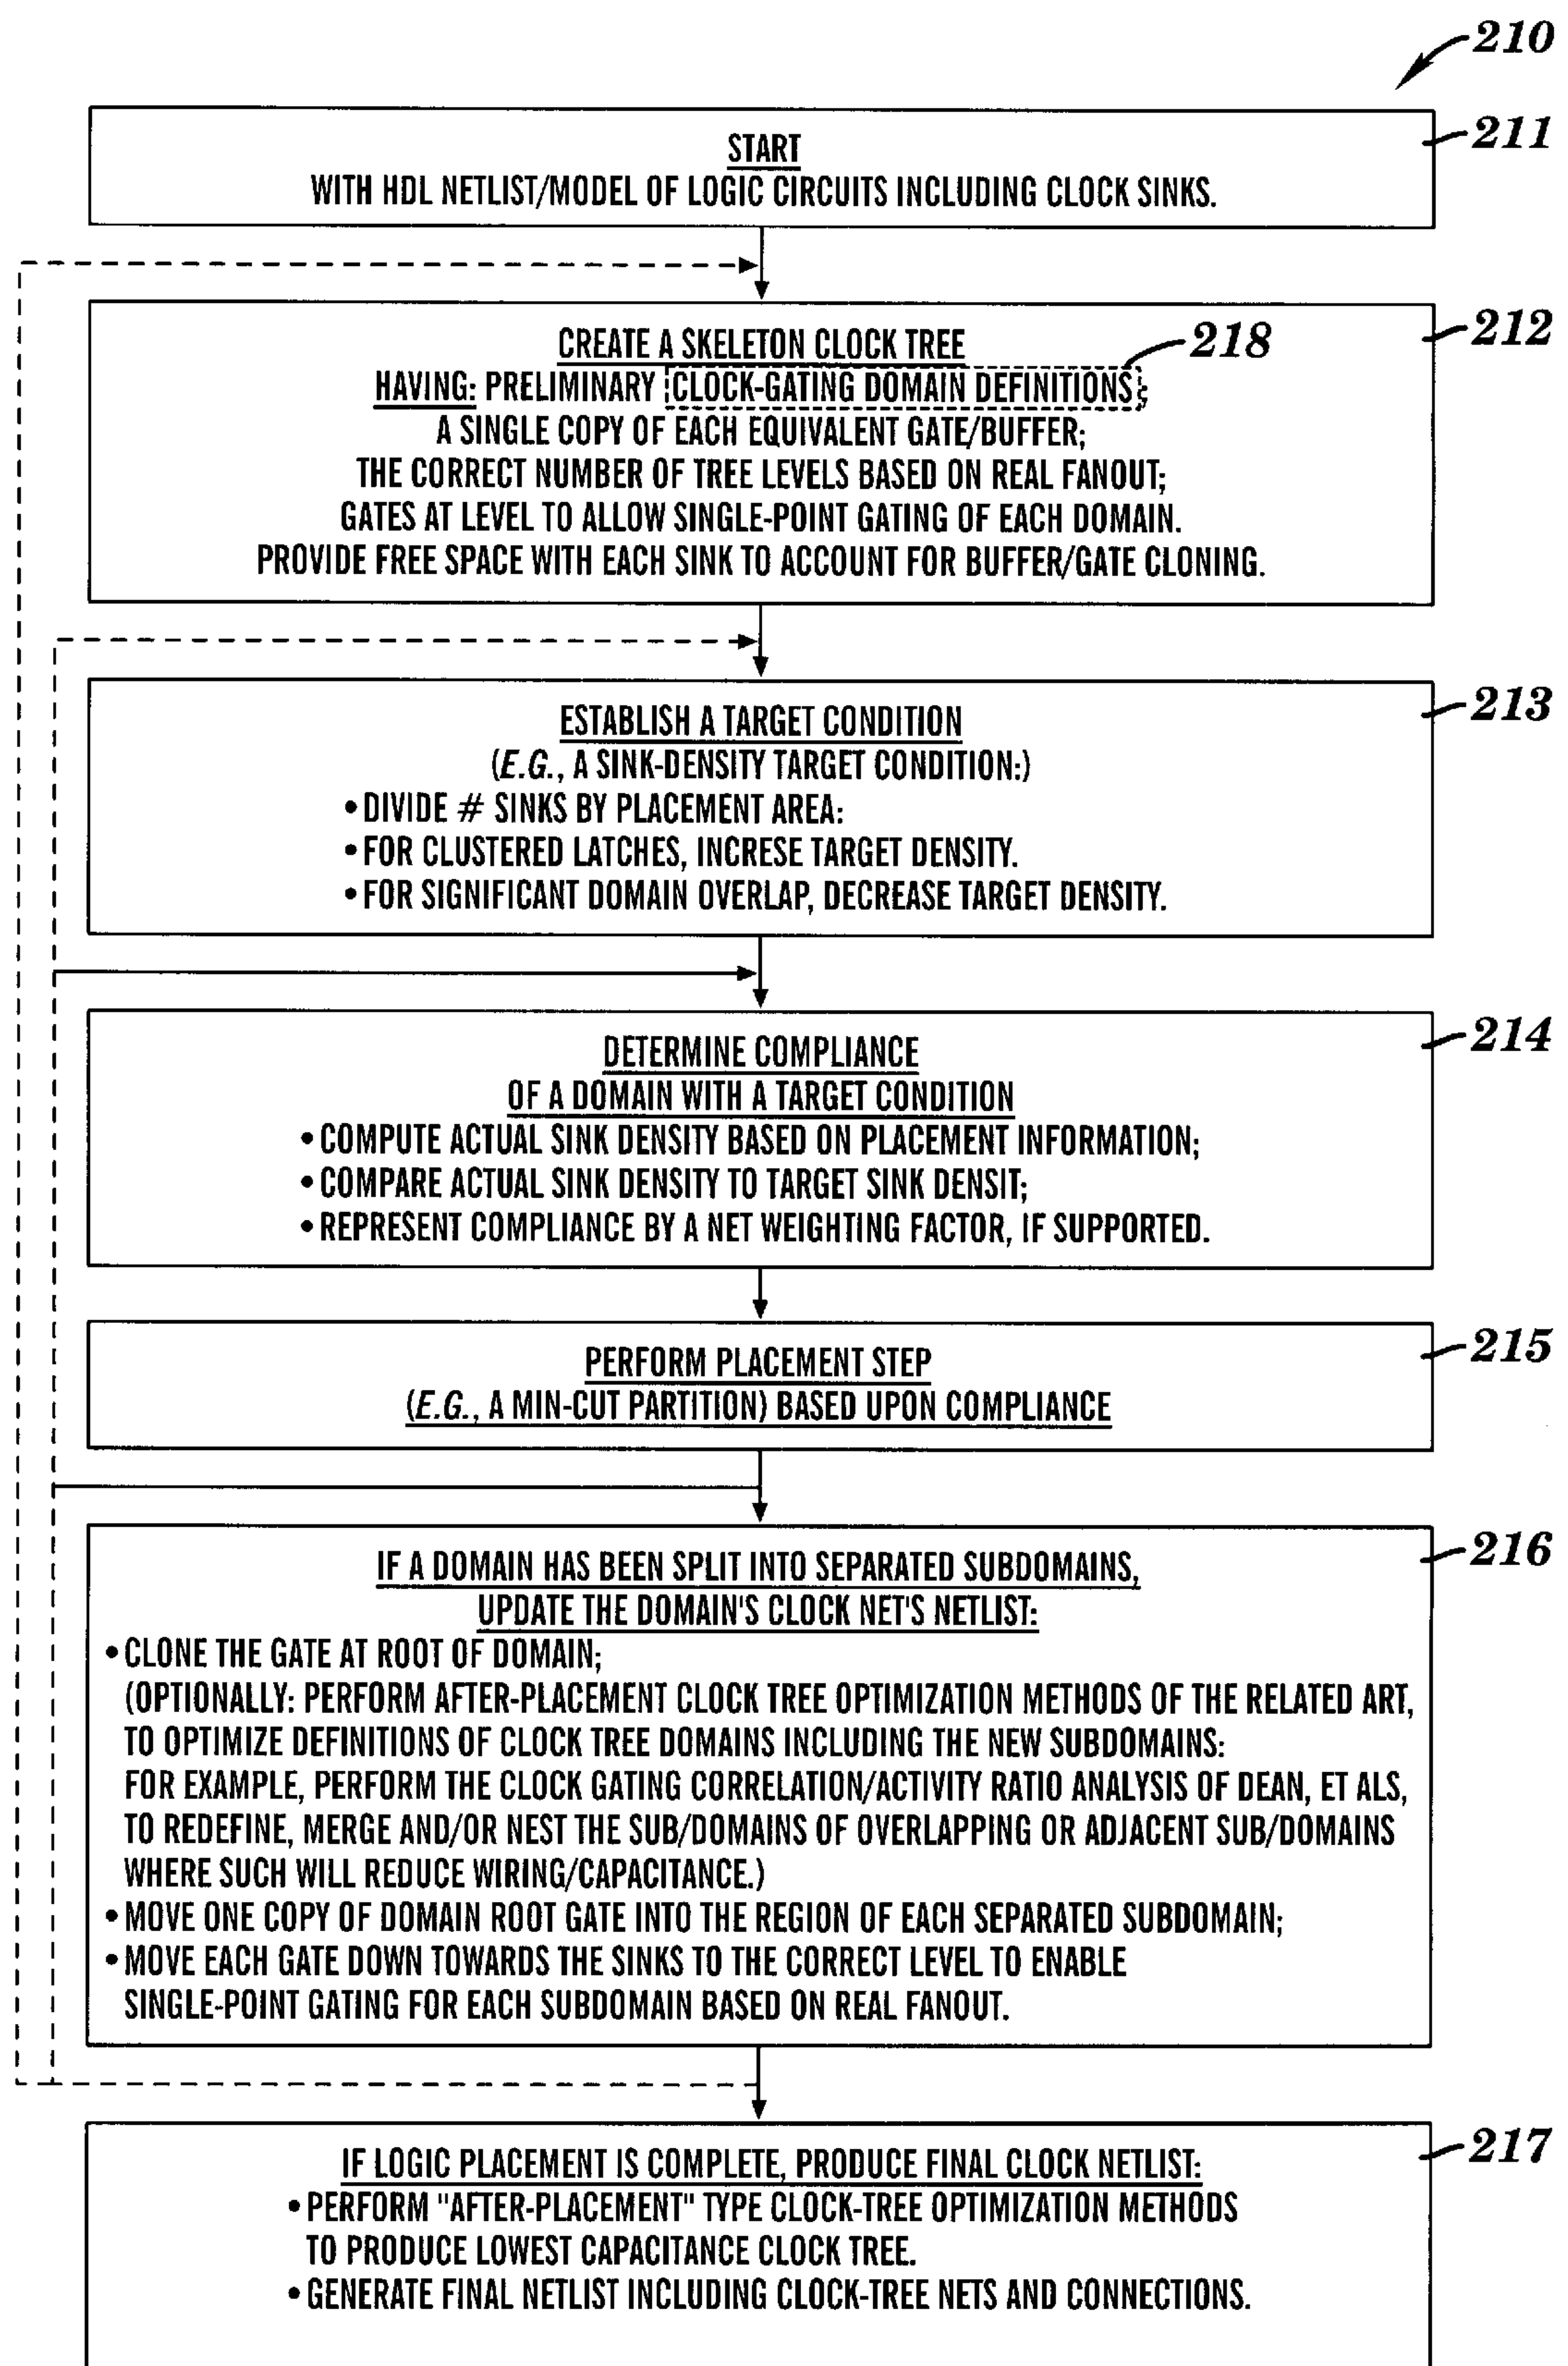 210
211
START
WITH HDL NETLIST/MODEL OF LOGIC CIRCUITS INCLUDING CLOCK SINKS.
212
CREATE A SKELETON CLOCK TREE
218
HAVING: PRELIMINARY CLOCK-GATING DOMAIN DEFINITIONS;
A SINGLE COPY OF EACH EQUIVALENT GATE/BUFFER;
THE CORRECT NUMBER OF TREE LEVELS BASED ON REAL FANOUT;
GATES AT LEVEL TO ALLOW SINGLE-POINT GATING OF EACH DOMAIN.
PROVIDE FREE SPACE WITH EACH SINK TO ACCOUNT FOR BUFFER/GATE CLONING.
213
ESTABLISH A TARGET CONDITION
(E.G., A SINK-DENSITY TARGET CONDITION:)
• DIVIDE # SINKS BY PLACEMENT AREA:
• FOR CLUSTERED LATCHES, INCRESE TARGET DENSITY.
• FOR SIGNIFICANT DOMAIN OVERLAP, DECREASE TARGET DENSITY.
214
DETERMINE COMPLIANCE
OF A DOMAIN WITH A TARGET CONDITION
• COMPUTE ACTUAL SINK DENSITY BASED ON PLACEMENT INFORMATION;
• COMPARE ACTUAL SINK DENSITY TO TARGET SINK DENSIT;
• REPRESENT COMPLIANCE BY A NET WEIGHTING FACTOR, IF SUPPORTED.
215
PERFORM PLACEMENT STEP
(E.G., A MIN-CUT PARTITION) BASED UPON COMPLIANCE
216
IF A DOMAIN HAS BEEN SPLIT INTO SEPARATED SUBDOMAINS,
UPDATE THE DOMAIN'S CLOCK NET'S NETLIST:
• CLONE THE GATE AT ROOT OF DOMAIN;
(OPTIONALLY: PERFORM AFTER-PLACEMENT CLOCK TREE OPTIMIZATION METHODS OF THE RELATED ART,
TO OPTIMIZE DEFINITIONS OF CLOCK TREE DOMAINS INCLUDING THE NEW SUBDOMAINS:
FOR EXAMPLE, PERFORM THE CLOCK GATING CORRELATION/ACTIVITY RATIO ANALYSIS OF DEAN, ET ALS,
TO REDEFINE, MERGE AND/OR NEST THE SUB/DOMAINS OF OVERLAPPING OR ADJACENT SUB/DOMAINS
WHERE SUCH WILL REDUCE WIRING/CAPACITANCE.)
• MOVE ONE COPY OF DOMAIN ROOT GATE INTO THE REGION OF EACH SEPARATED SUBDOMAIN;
• MOVE EACH GATE DOWN TOWARDS THE SINKS TO THE CORRECT LEVEL TO ENABLE
SINGLE-POINT GATING FOR EACH SUBDOMAIN BASED ON REAL FANOUT.
217
IF LOGIC PLACEMENT IS COMPLETE, PRODUCE FINAL CLOCK NETLIST:
• PERFORM "AFTER-PLACEMENT" TYPE CLOCK-TREE OPTIMIZATION METHODS
TO PRODUCE LOWEST CAPACITANCE CLOCK TREE.
• GENERATE FINAL NETLIST INCLUDING CLOCK-TREE NETS AND CONNECTIONS.